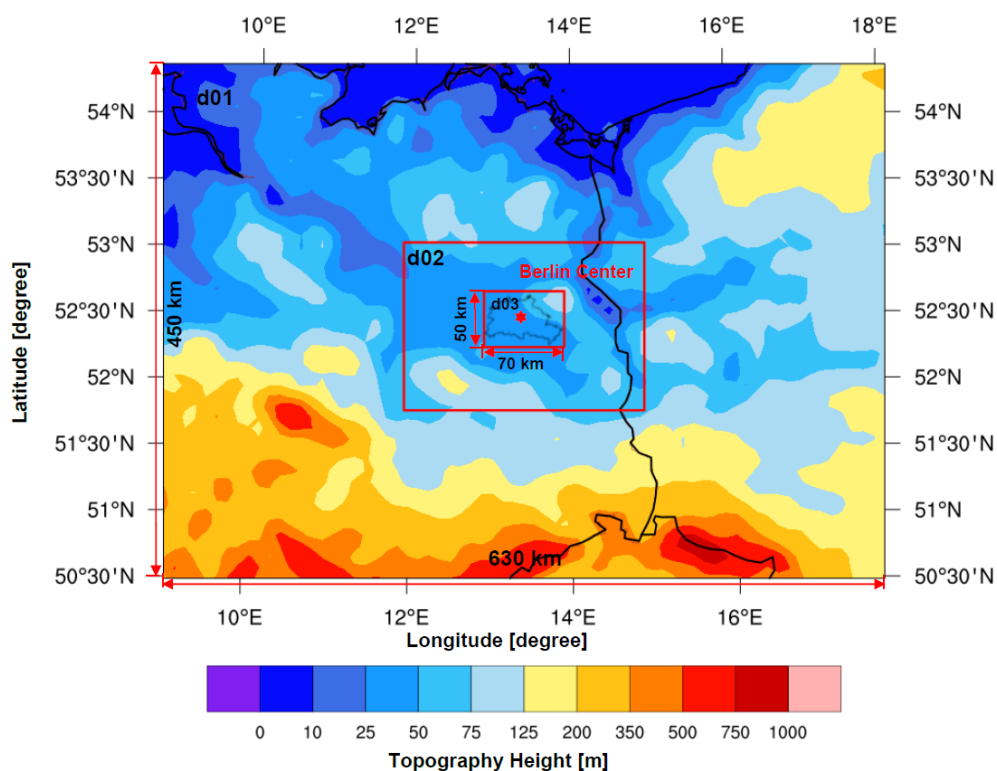 10°E 12°E 14°E 16°E 18°E
d01
54°N
53°30'N
53°N
d02
Berlin Center
52°30'N
d03
50 km
70 km
450 km
52°N
51°30'N
51°N
50°30'N
630 km
54°N
53°30'N
53°N
52°30'N
52°N
51°30'N
51°N
50°30'N
Latitude [degree]
10°E 12°E 14°E 16°E
Longitude [degree]
0 10 25 50 75 125 200 350 500 750 1000
Topography Height [m]